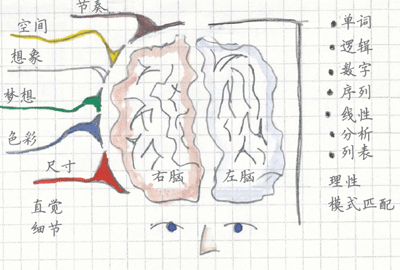 节奏
空间
想象
梦想
色彩
尺寸
直觉
细节
右脑
左脑
单词
逻辑
数字
序列
线性
分析
列表
理性
模式匹配